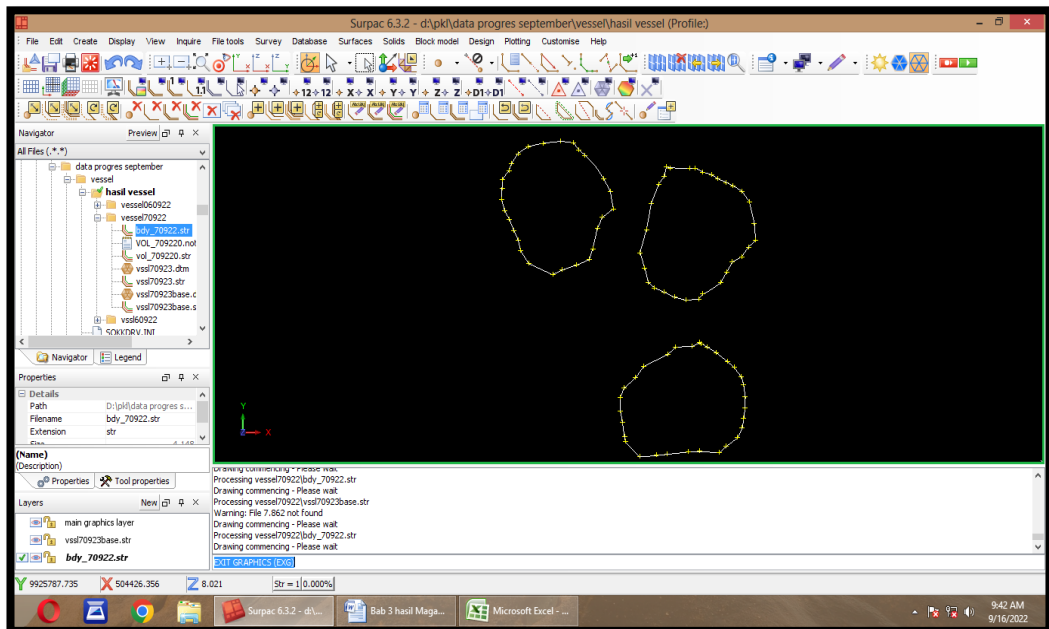 Surpac 6.3.2 - d:\pkl\data progres september\vessel\hasil vessel (Profile:)
File Edit Create Display View Inquire File tools Survey Database Surfaces Solids Block model Design Plotting Customise Help
1.1
12 12 X X Y Y Z Z D1 D1
Navigator Preview
All Files (*.*)
data progres september
vessel
hasil vessel
vessel060922
vessel70922
bdy_70922.str
VOL_709220.not
vol_709220.str
vssl70923.dtm
vssl70923.str
vssl70923base.c
vssl70923base.s
vssl60922
SOKKDRV.INI
Navigator Legend
Properties
Details
Path D:\pkl\data progres s...
Filename bdy_70922.str
Extension str
(Name)
(Description)
Properties Tool properties
Layers New
main graphics layer
vssl70923base.str
bdy_70922.str
Y
Z X
Drawing commencing - Please wait
Processing vessel70922\bdy_70922.str
Drawing commencing - Please wait
Processing vessel70922\vssl70923base.str
Warning: File 7.862 not found
Drawing commencing - Please wait
Processing vessel70922\bdy_70922.str
Drawing commencing - Please wait
EXIT GRAPHICS (EXG)
Y 9925787.735 X 504426.356 Z 8.021 Str = 1 0.000%
Surpac 6.3.2 - d:\... Bab 3 hasil Maga... Microsoft Excel - ...
9:42 AM
9/16/2022